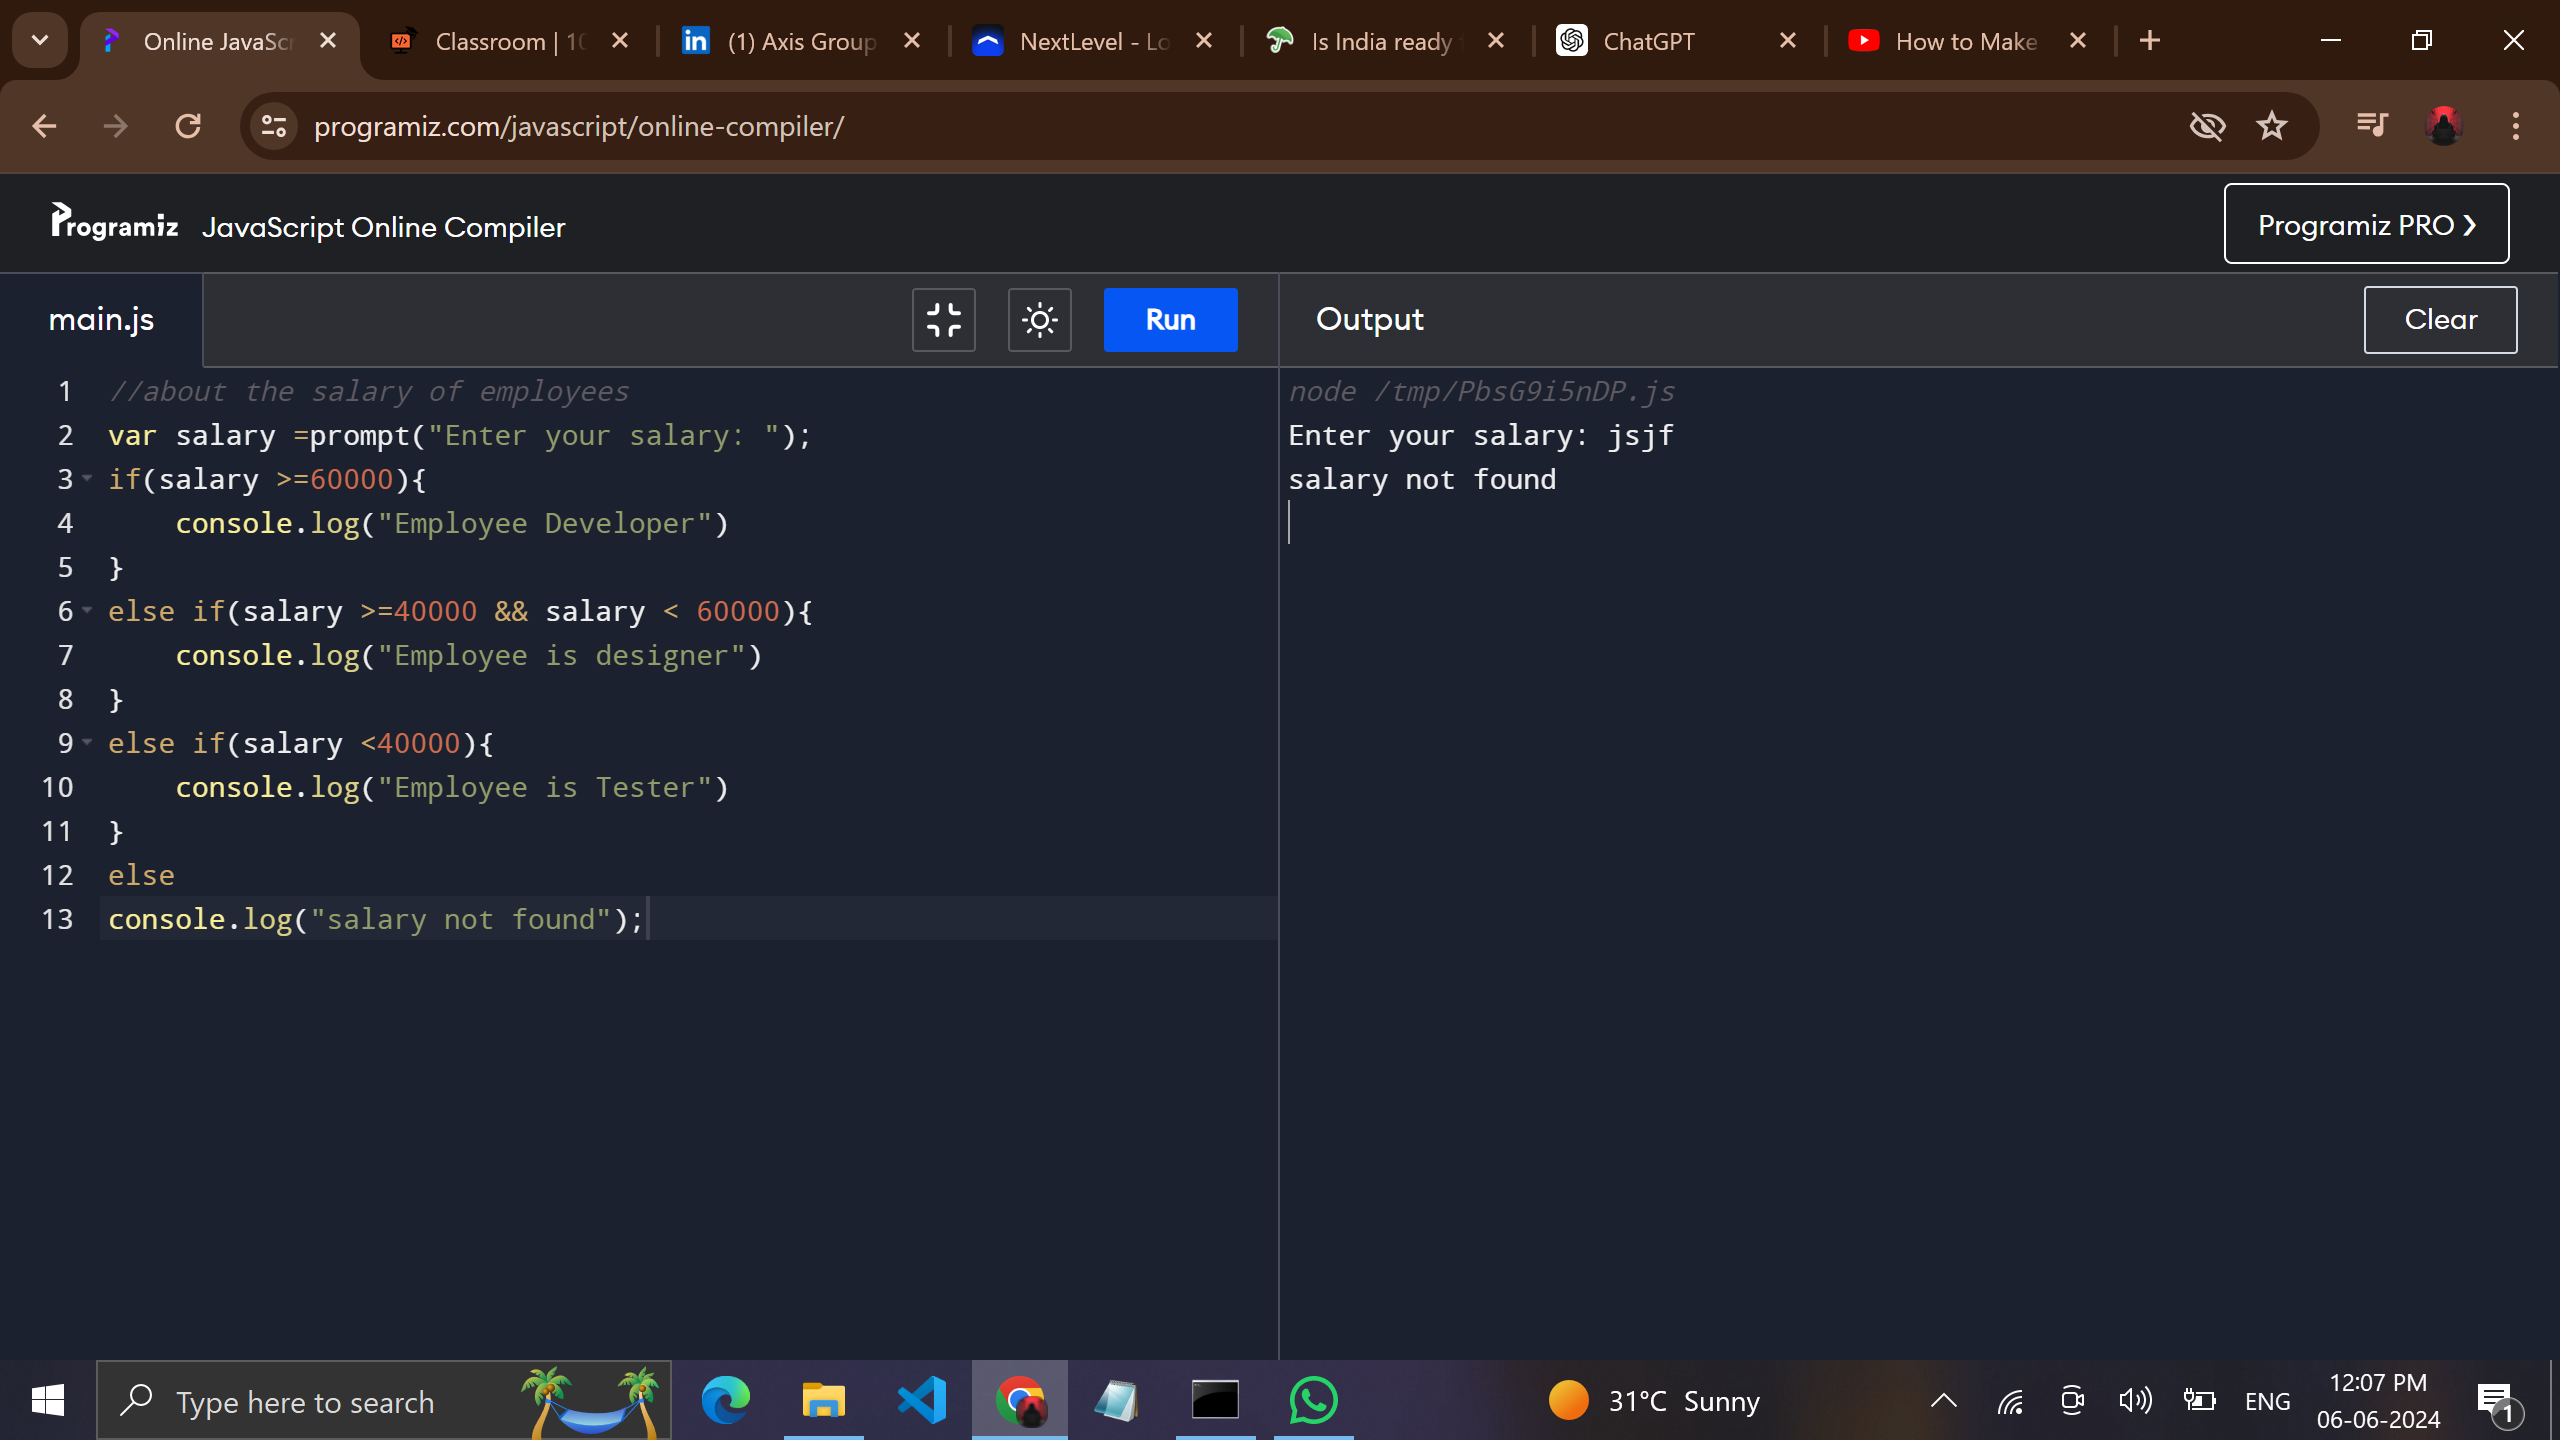 Online JavaScr
Classroom | 10
(1) Axis Group
NextLevel - Lo
Is India ready
ChatGPT
How to Make
programiz.com/javascript/online-compiler/
Programiz JavaScript Online Compiler
Programiz PRO ❯
main.js
Run
Output
Clear
1 //about the salary of employees
2 var salary =prompt("Enter your salary: ");
3 if(salary >=60000){
4     console.log("Employee Developer")
5 }
6 else if(salary >=40000 && salary < 60000){
7     console.log("Employee is designer")
8 }
9 else if(salary <40000){
10     console.log("Employee is Tester")
11 }
12 else
13 console.log("salary not found");
node /tmp/PbsG9i5nDP.js
Enter your salary: jsjf
salary not found
Type here to search
31°C Sunny
ENG
12:07 PM
06-06-2024
1